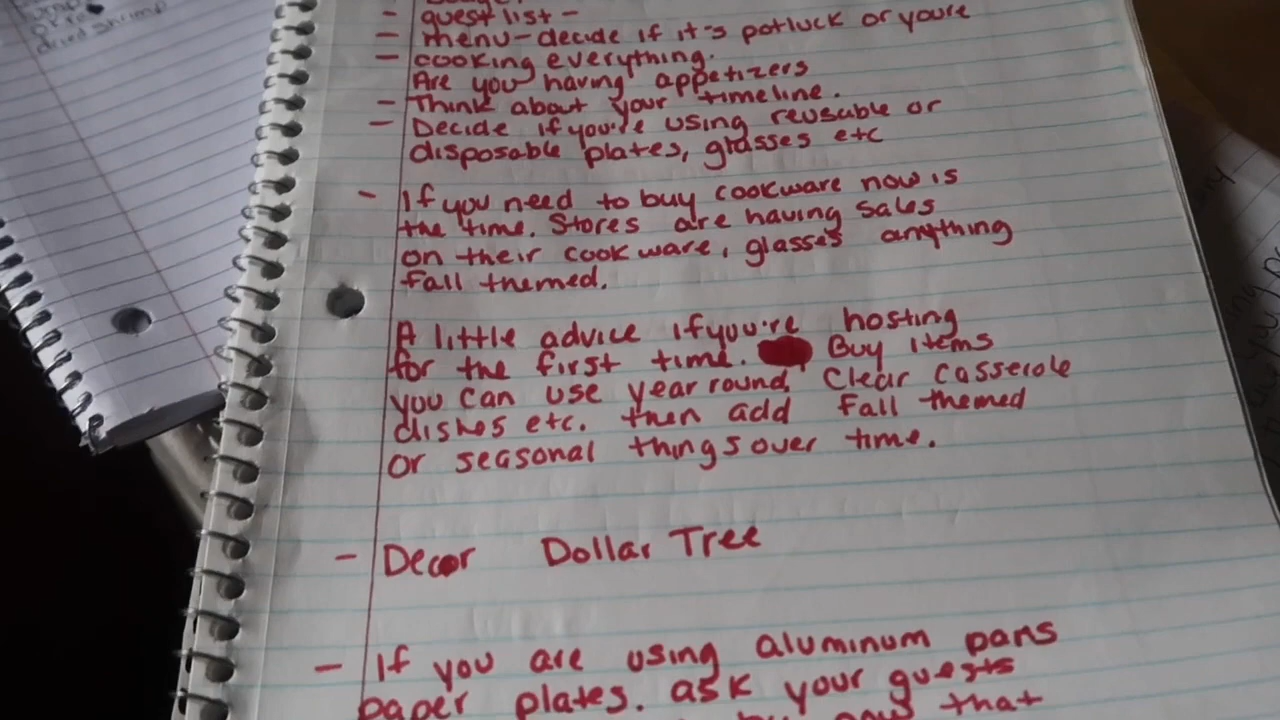 dried shrimp
- guest list -
- menu - decide if it's potluck or you're
- cooking everything.
Are you having appetizers
- Think about your timeline.
- Decide if you're using reusable or
disposable plates, glasses etc
- If you need to buy cookware now is
the time. Stores are having sales
on their cook ware, glasses anything
fall themed.
A little advice if you're hosting
for the first time. Buy items
you can use year round, Clear casserole
dishes etc. then add fall themed
or seasonal things over time.
- Decor Dollar Tree
- If you are using aluminum pans
paper plates. ask your guests
that